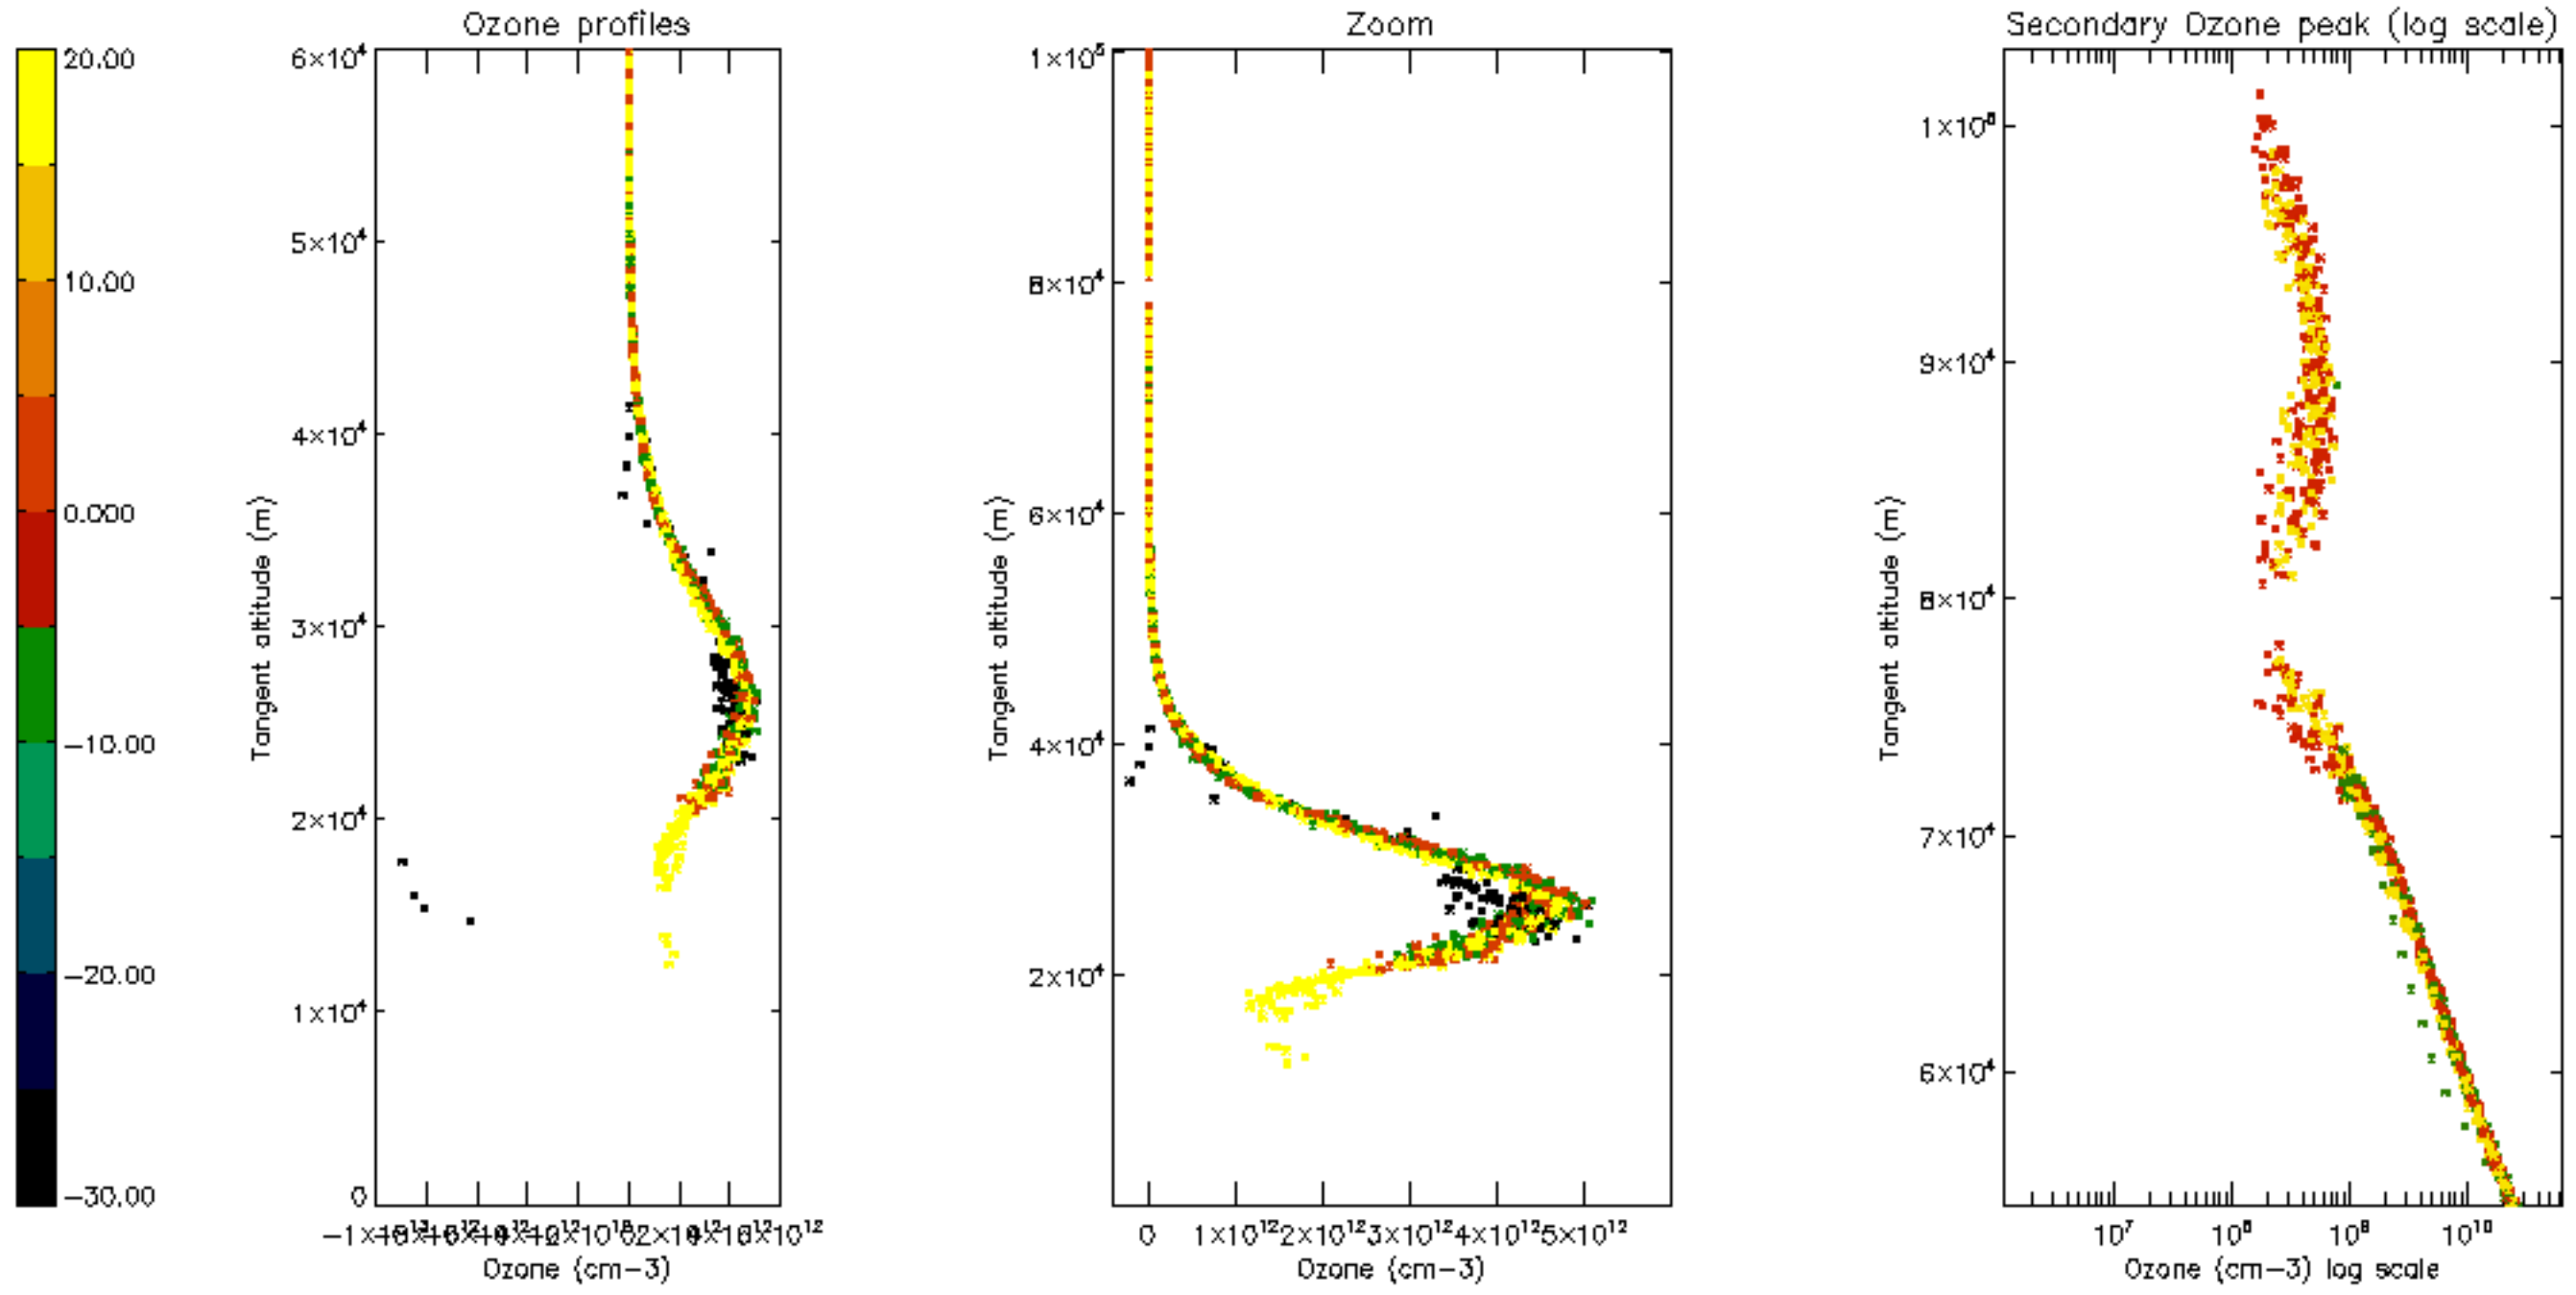 Ozone profiles
Zoom
Secondary Ozone peak (log scale)
20.00
10.00
0.000
-10.00
-20.00
-30.00
6×10⁴
5×10⁴
4×10⁴
3×10⁴
2×10⁴
1×10⁴
0
Tangent altitude (m)
Ozone (cm-3)
1×10⁵
8×10⁴
6×10⁴
4×10⁴
2×10⁴
Tangent altitude (m)
0 1×10¹² 2×10¹² 3×10¹² 4×10¹² 5×10¹²
Ozone (cm-3)
1×10⁵
9×10⁴
8×10⁴
7×10⁴
6×10⁴
Tangent altitude (m)
10⁷ 10⁸ 10⁹ 10¹⁰
Ozone (cm-3) log scale